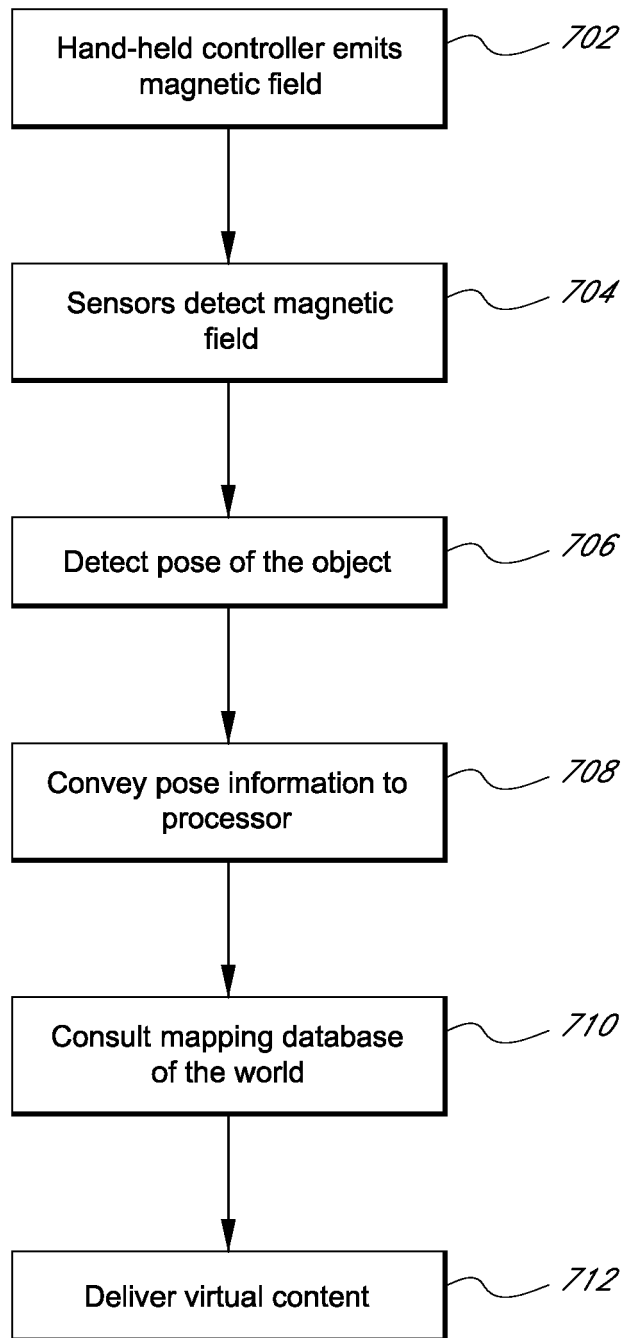 Hand-held controller emits
magnetic field
702
Sensors detect magnetic
field
704
Detect pose of the object
706
Convey pose information to
processor
708
Consult mapping database
of the world
710
Deliver virtual content
712